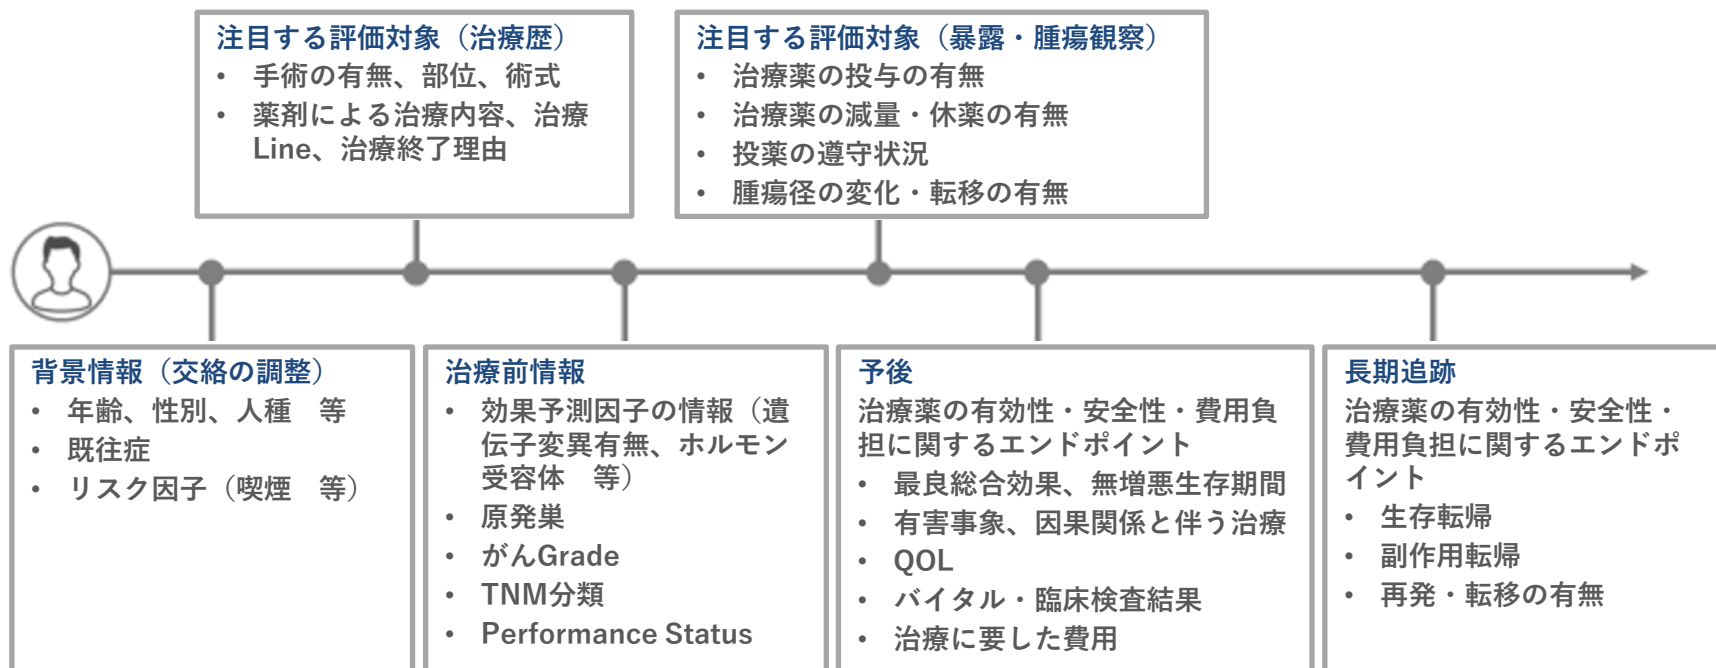 注目する評価対象（治療歴）
• 手術の有無、部位、術式
• 薬剤による治療内容、治療
Line、治療終了理由
注目する評価対象（暴露・腫瘍観察）
• 治療薬の投与の有無
• 治療薬の減量・休薬の有無
• 投薬の遵守状況
• 腫瘍径の変化・転移の有無
背景情報（交絡の調整）
• 年齢、性別、人種　等
• 既往症
• リスク因子（喫煙　等）
治療前情報
• 効果予測因子の情報（遺
伝子変異有無、ホルモン
受容体　等）
• 原発巣
• がんGrade
• TNM分類
• Performance Status
予後
治療薬の有効性・安全性・費用負
担に関するエンドポイント
• 最良総合効果、無増悪生存期間
• 有害事象、因果関係と伴う治療
• QOL
• バイタル・臨床検査結果
• 治療に要した費用
長期追跡
治療薬の有効性・安全性・
費用負担に関するエンドポ
イント
• 生存転帰
• 副作用転帰
• 再発・転移の有無